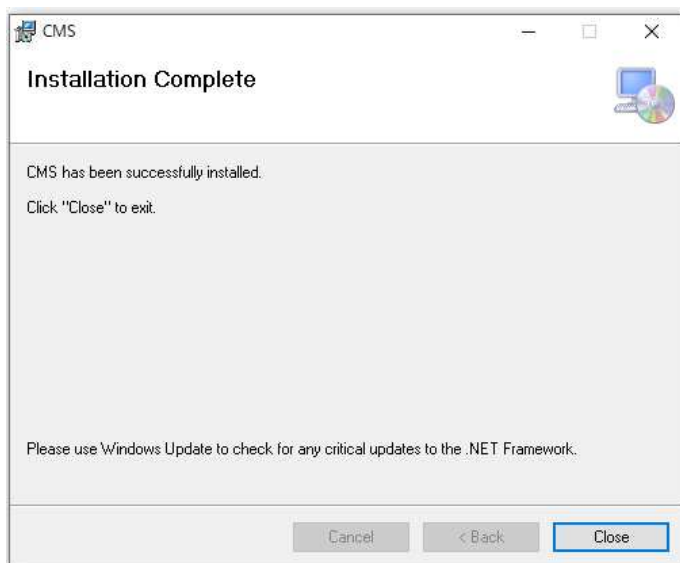 CMS
Installation Complete
CMS has been successfully installed.
Click "Close" to exit.
Please use Windows Update to check for any critical updates to the .NET Framework.
Cancel
< Back
Close